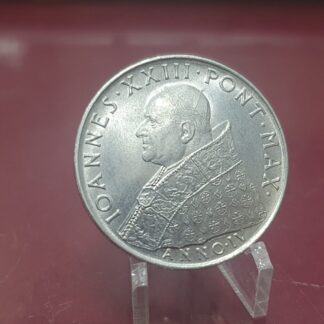 IOANNES · XXIII · PONT · MAX ·
ANNO · IV